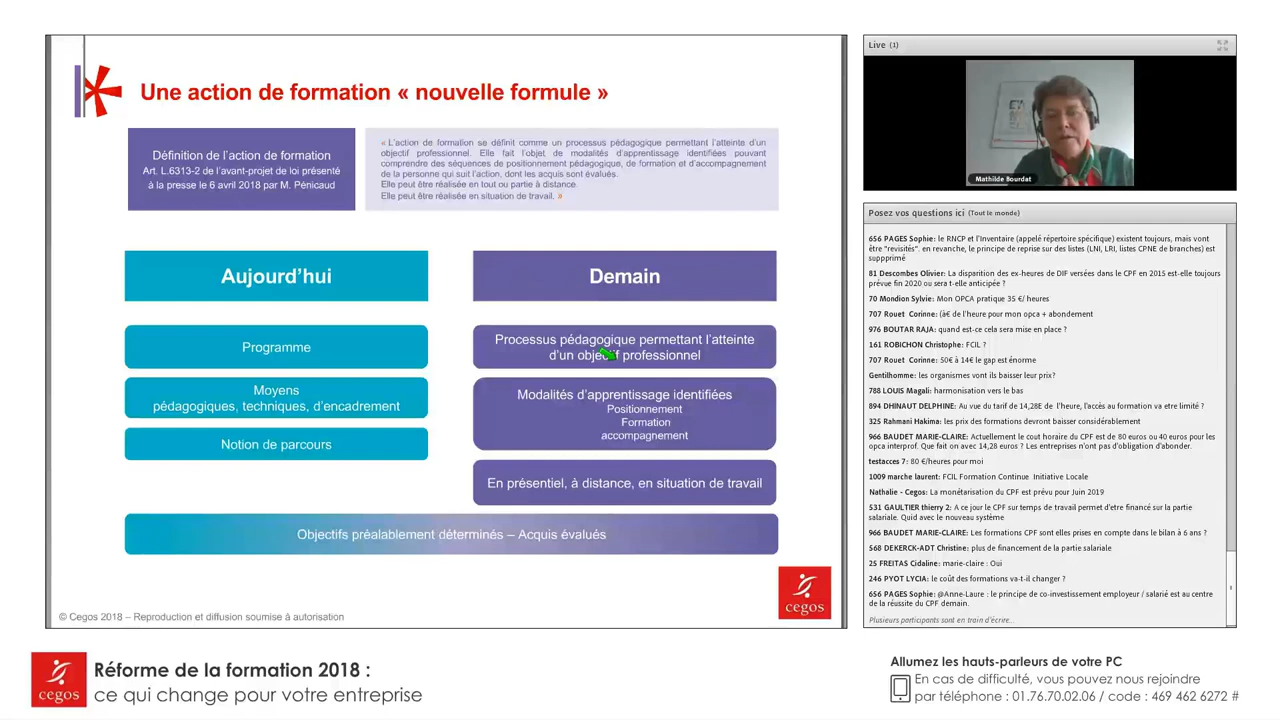 Une action de formation « nouvelle formule »
Définition de l'action de formation
Art. L.6313-2 de l'avant-projet de loi présenté
à la presse le 6 avril 2018 par M. Pénicaud
« L'action de formation se définit comme un processus pédagogique permettant l'atteinte d'un
objectif professionnel. Elle fait l'objet de modalités d'apprentissage identifiées pouvant
comprendre des séquences de positionnement pédagogique, de formation et d'accompagnement
de la personne qui suit l'action, dont les acquis sont évalués.
Elle peut être réalisée en tout ou partie à distance.
Elle peut être réalisée en situation de travail. »
Aujourd'hui
Programme
Moyens
pédagogiques, techniques, d'encadrement
Notion de parcours
Demain
Processus pédagogique permettant l'atteinte
d'un objectif professionnel
Modalités d'apprentissage identifiées
Positionnement
Formation
accompagnement
En présentiel, à distance, en situation de travail
Objectifs préalablement déterminés – Acquis évalués
cegos
© Cegos 2018 – Reproduction et diffusion soumise à autorisation
Live (1)
Mathilde Bourdat
Posez vos questions ici (Tout le monde)
656 PAGES Sophie: le RNCP et l'Inventaire (appelé répertoire spécifique) existent toujours, mais vont
être "revisités". en revanche, le principe de reprise sur des listes (LNI, LRI, listes CPNE de branches) est
suppprimé
81 Descombes Olivier: La disparition des ex-heures de DIF versées dans le CPF en 2015 est-elle toujours
prévue fin 2020 ou sera t-elle anticipée ?
70 Mondion Sylvie: Mon OPCA pratique 35 €/ heures
707 Rouet Corinne: (à€ de l'heure pour mon opca + abondement
976 BOUTAR RAJA: quand est-ce cela sera mise en place ?
161 ROBICHON Christophe: FCIL ?
707 Rouet Corinne: 50€ à 14€ le gap est énorme
Gentilhomme: les organismes vont ils baisser leur prix?
788 LOUIS Magali: harmonisation vers le bas
894 DHINAUT DELPHINE: Au vue du tarif de 14,28E de l'heure, l'accès au formation va etre limité ?
325 Rahmani Hakima: les prix des formations devront baisser considérablement
966 BAUDET MARIE-CLAIRE: Actuellement le cout horaire du CPF est de 80 euros ou 40 euros pour les
opca interprof. Que fait on avec 14,28 euros ? Les entreprises n'ont pas d'obligation d'abonder.
testacces 7: 80 €/heures pour moi
1009 marche laurent: FCIL Formation Continue Initiative Locale
Nathalie - Cegos: La monétarisation du CPF est prévu pour Juin 2019
531 GAULTIER thierry 2: A ce jour le CPF sur temps de travail permet d'etre financé sur la partie
salariale. Quid avec le nouveau système
966 BAUDET MARIE-CLAIRE: Les formations CPF sont elles prises en compte dans le bilan à 6 ans ?
568 DEKERCK-ADT Christine: plus de financement de la partie salariale
25 FREITAS Cidaline: marie-claire : Oui
246 PYOT LYCIA: le coût des formations va-t-il changer ?
656 PAGES Sophie: @Anne-Laure : le principe de co-investissement employeur / salarié est au centre
de la réussite du CPF demain.
Plusieurs participants sont en train d'écrire...
cegos
Réforme de la formation 2018 :
ce qui change pour votre entreprise
Allumez les hauts-parleurs de votre PC
En cas de difficulté, vous pouvez nous rejoindre
par téléphone : 01.76.70.02.06 / code : 469 462 6272 #